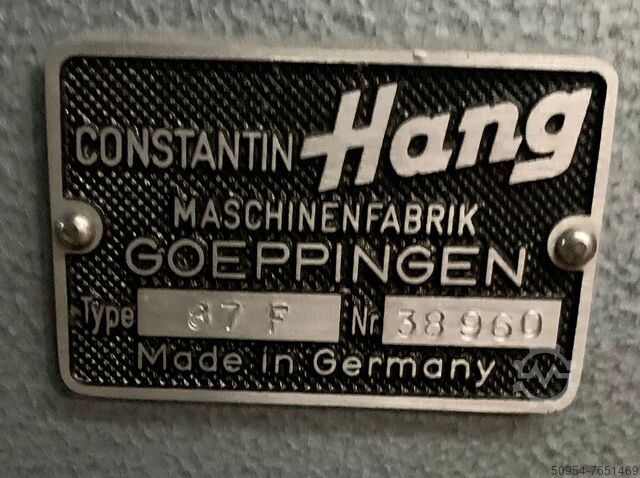 CONSTANTIN Hang
MASCHINENFABRIK
GOEPPINGEN
Type 87 F Nr 38960
Made in Germany
50954-7651469